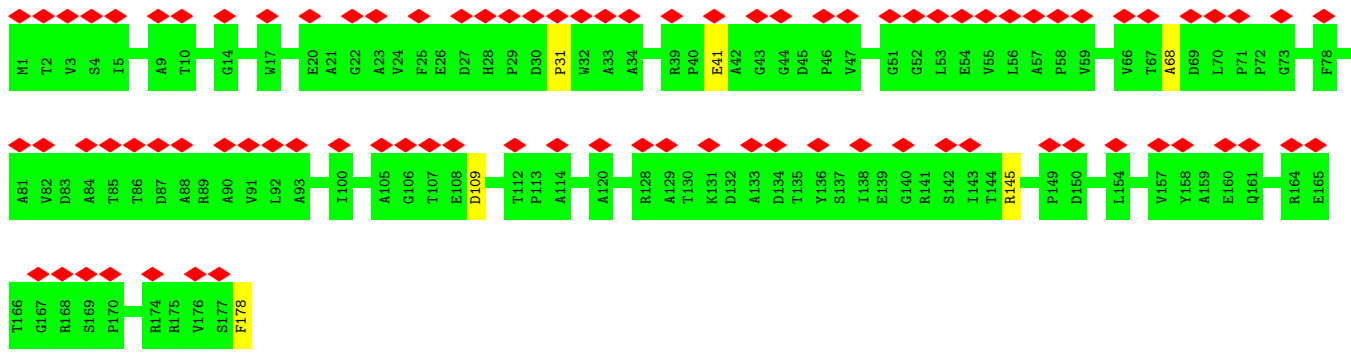 M1 T2 V3 S4 I5 A9 T10 G14 W17 E20 A21 G22 A23 V24 F25 E26 D27 H28 P29 D30 P31 W32 A33 A34 R39 P40 E41 A42 G43 G44 D45 P46 V47 G51 G52 L53 E54 V55 L56 A57 P58 V59 V66 T67 A68 D69 L70 P71 P72 G73 F78
A81 V82 D83 A84 T85 T86 D87 A88 R89 A90 V91 L92 A93 I100 A105 G106 T107 E108 D109 T112 P113 A114 A120 R128 A129 T130 K131 D132 A133 D134 T135 Y136 S137 I138 E139 G140 R141 S142 I143 T144 R145 P149 D150 L154 V157 Y158 A159 E160 Q161 R164 E165
T166 G167 R168 S169 P170 R174 R175 V176 S177 F178